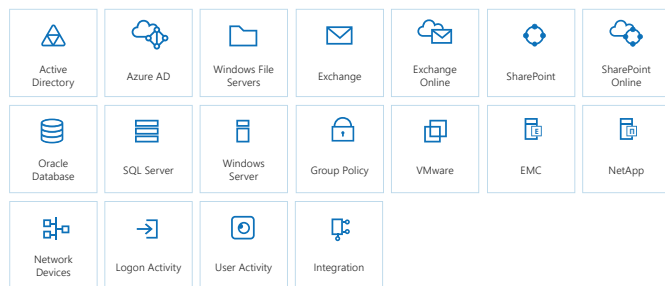 Active
Directory
Azure AD
Windows File
Servers
Exchange
Exchange
Online
SharePoint
SharePoint
Online
Oracle
Database
SQL Server
Windows
Server
Group Policy
VMware
E
EMC
n
NetApp
Network
Devices
Logon Activity
User Activity
Integration